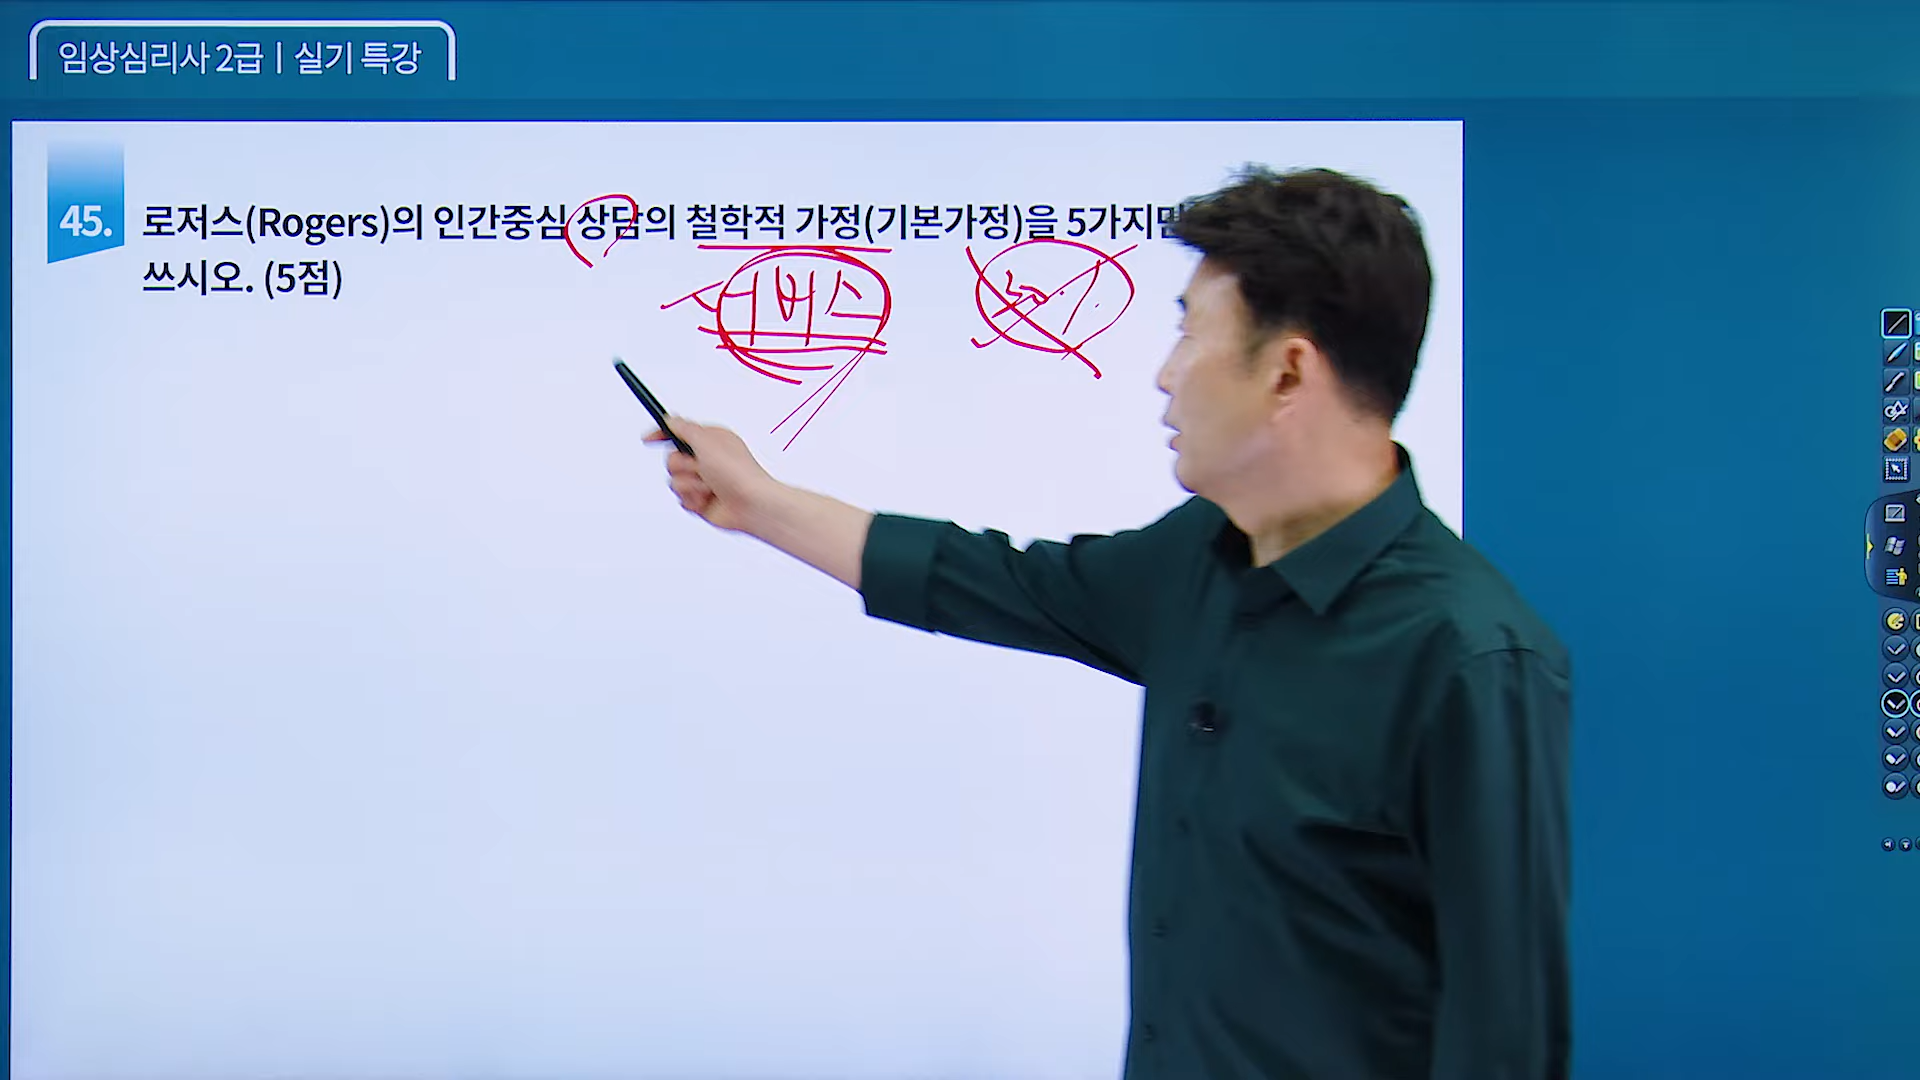 임상심리사 2급 | 실기 특강
45. 로저스(Rogers)의 인간중심 상담의 철학적 가정(기본가정)을 5가지만
쓰시오. (5점)
서버스